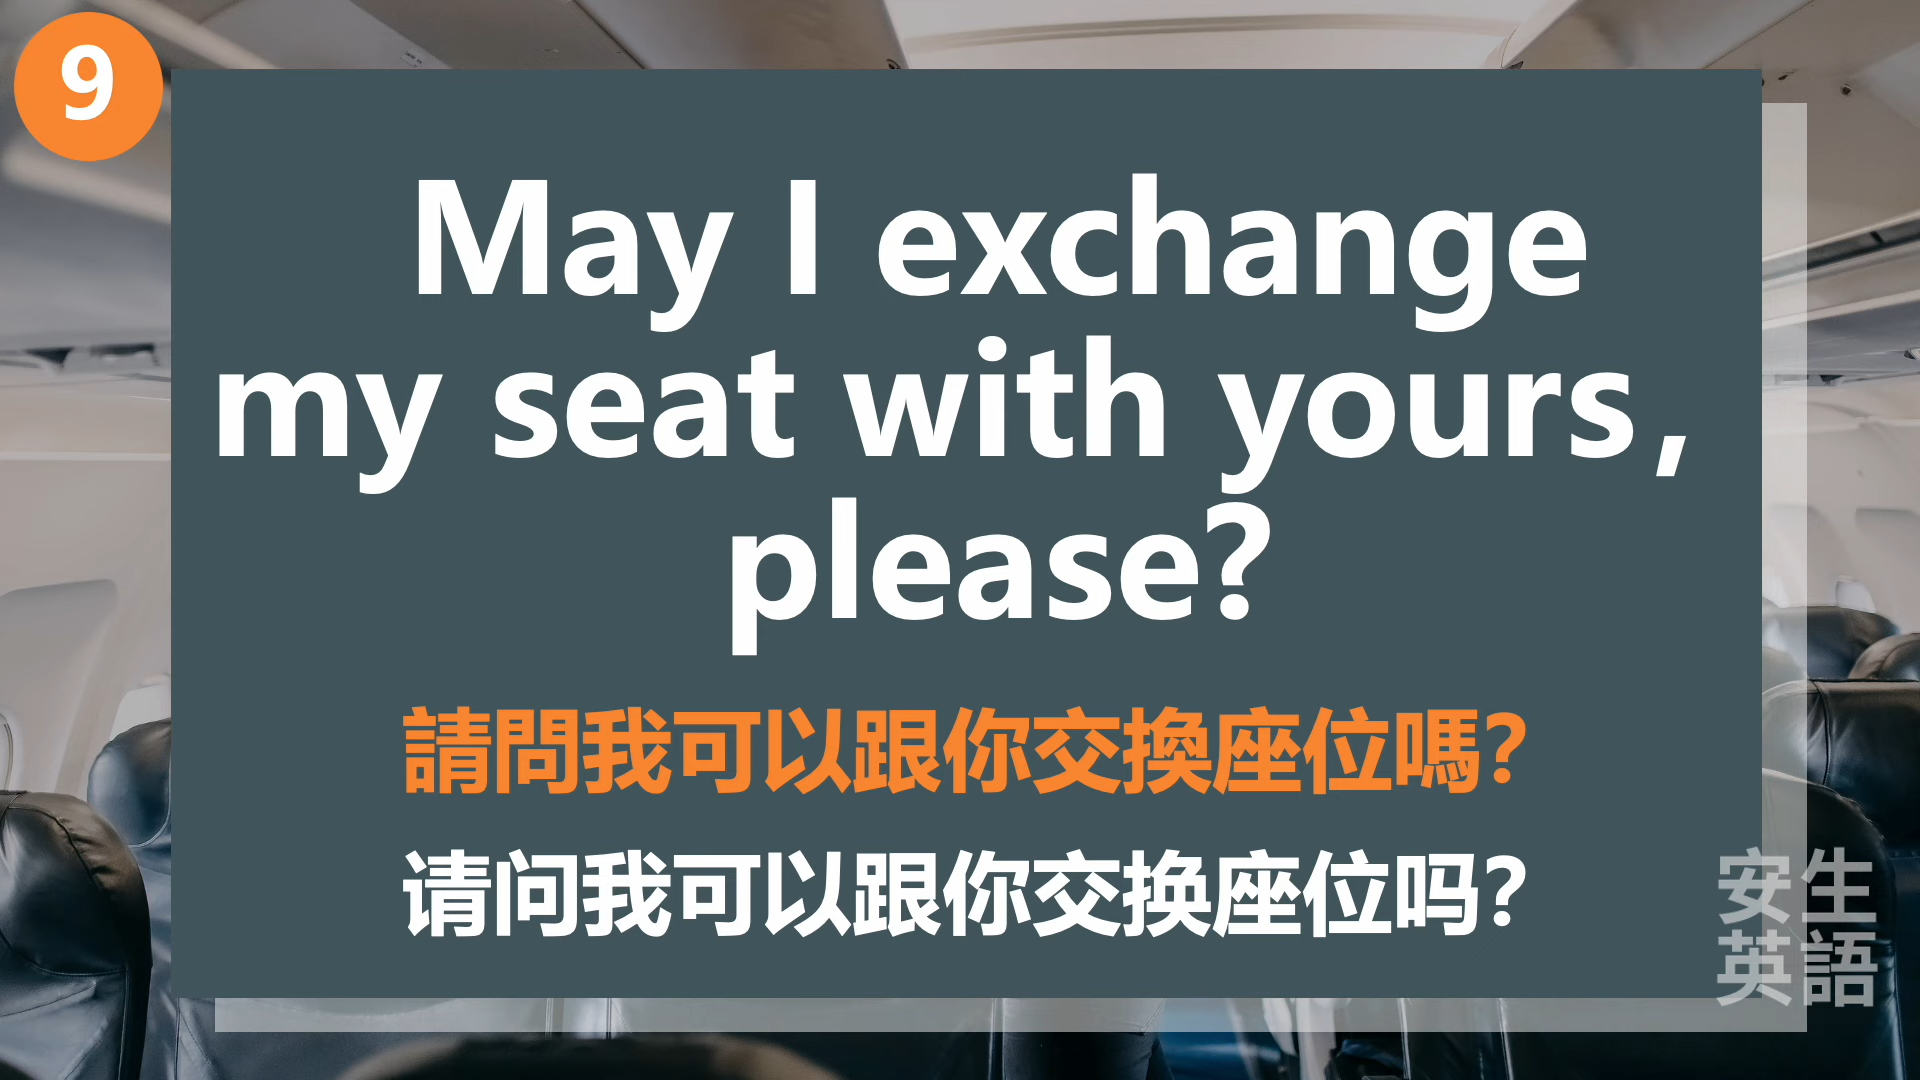 9
May I exchange
my seat with yours,
please?
請問我可以跟你交換座位嗎？
请问我可以跟你交换座位吗？
安生
英語